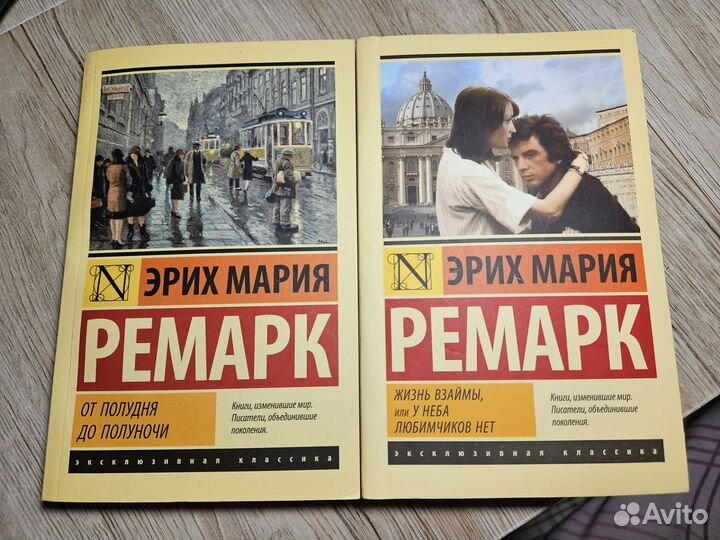 ЭРИХ МАРИЯ
РЕМАРК
ОТ ПОЛУДНЯ
ДО ПОЛУНОЧИ
Книги, изменившие мир.
Писатели, объединившие
поколения.
эксклюзивная классика
ЭРИХ МАРИЯ
РЕМАРК
ЖИЗНЬ ВЗАЙМЫ,
или У НЕБА
ЛЮБИМЧИКОВ НЕТ
Книги, изменившие мир.
Писатели, объединившие
поколения.
эксклюзивная классика
Avito